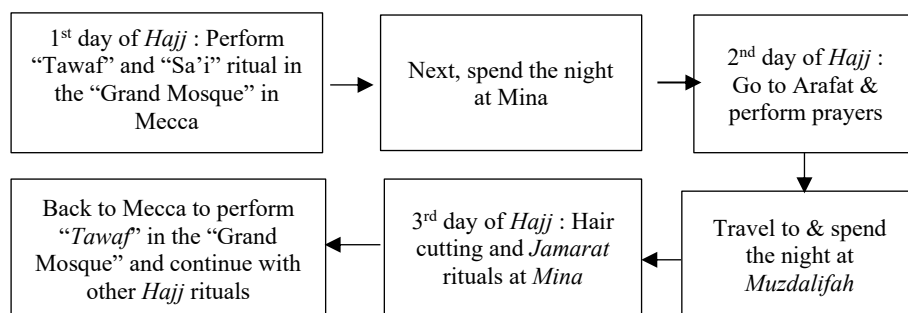 1st day of Hajj : Perform
“Tawaf” and “Sa’i” ritual in
the “Grand Mosque” in
Mecca
Next, spend the night
at Mina
2nd day of Hajj :
Go to Arafat &
perform prayers
Travel to & spend
the night at
Muzdalifah
3rd day of Hajj : Hair
cutting and Jamarat
rituals at Mina
Back to Mecca to perform
“Tawaf” in the “Grand
Mosque” and continue with
other Hajj rituals